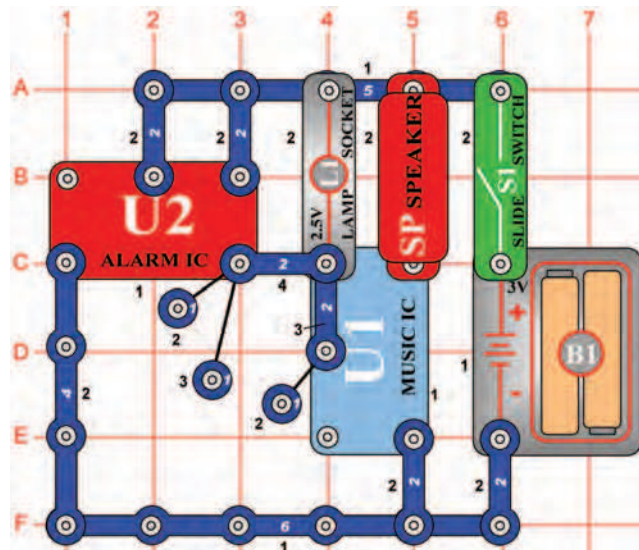 1 2 3 4 5 6 7
1
A
5
2 2 2 2 2 2 2
LAMP SOCKET
L1
2.5V
SP SPEAKER
SLIDE SWITCH
S1
B
U2
ALARM IC
C
2
1 4
1
2
3V
+
2
3
U1
MUSIC IC
B1
D
3 1
1
-
1
2
4 2
1
E
2 2 2 2
F
6
1